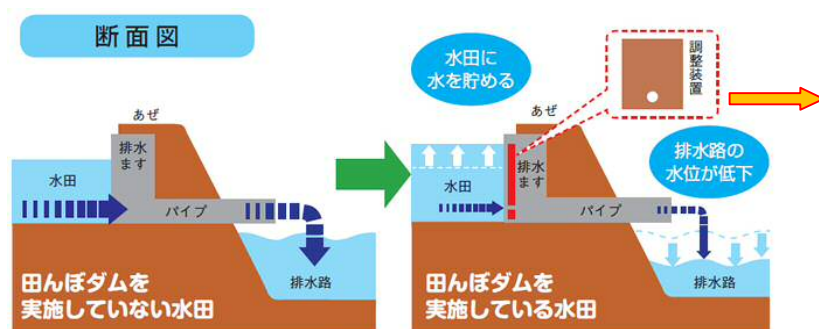 断面図
あぜ
排水
ます
水田
パイプ
排水路
田んぼダムを
実施していない水田
水田に
水を貯める
調整装置
あぜ
排水路の
水位が低下
排水
ます
水田
パイプ
排水路
田んぼダムを
実施している水田